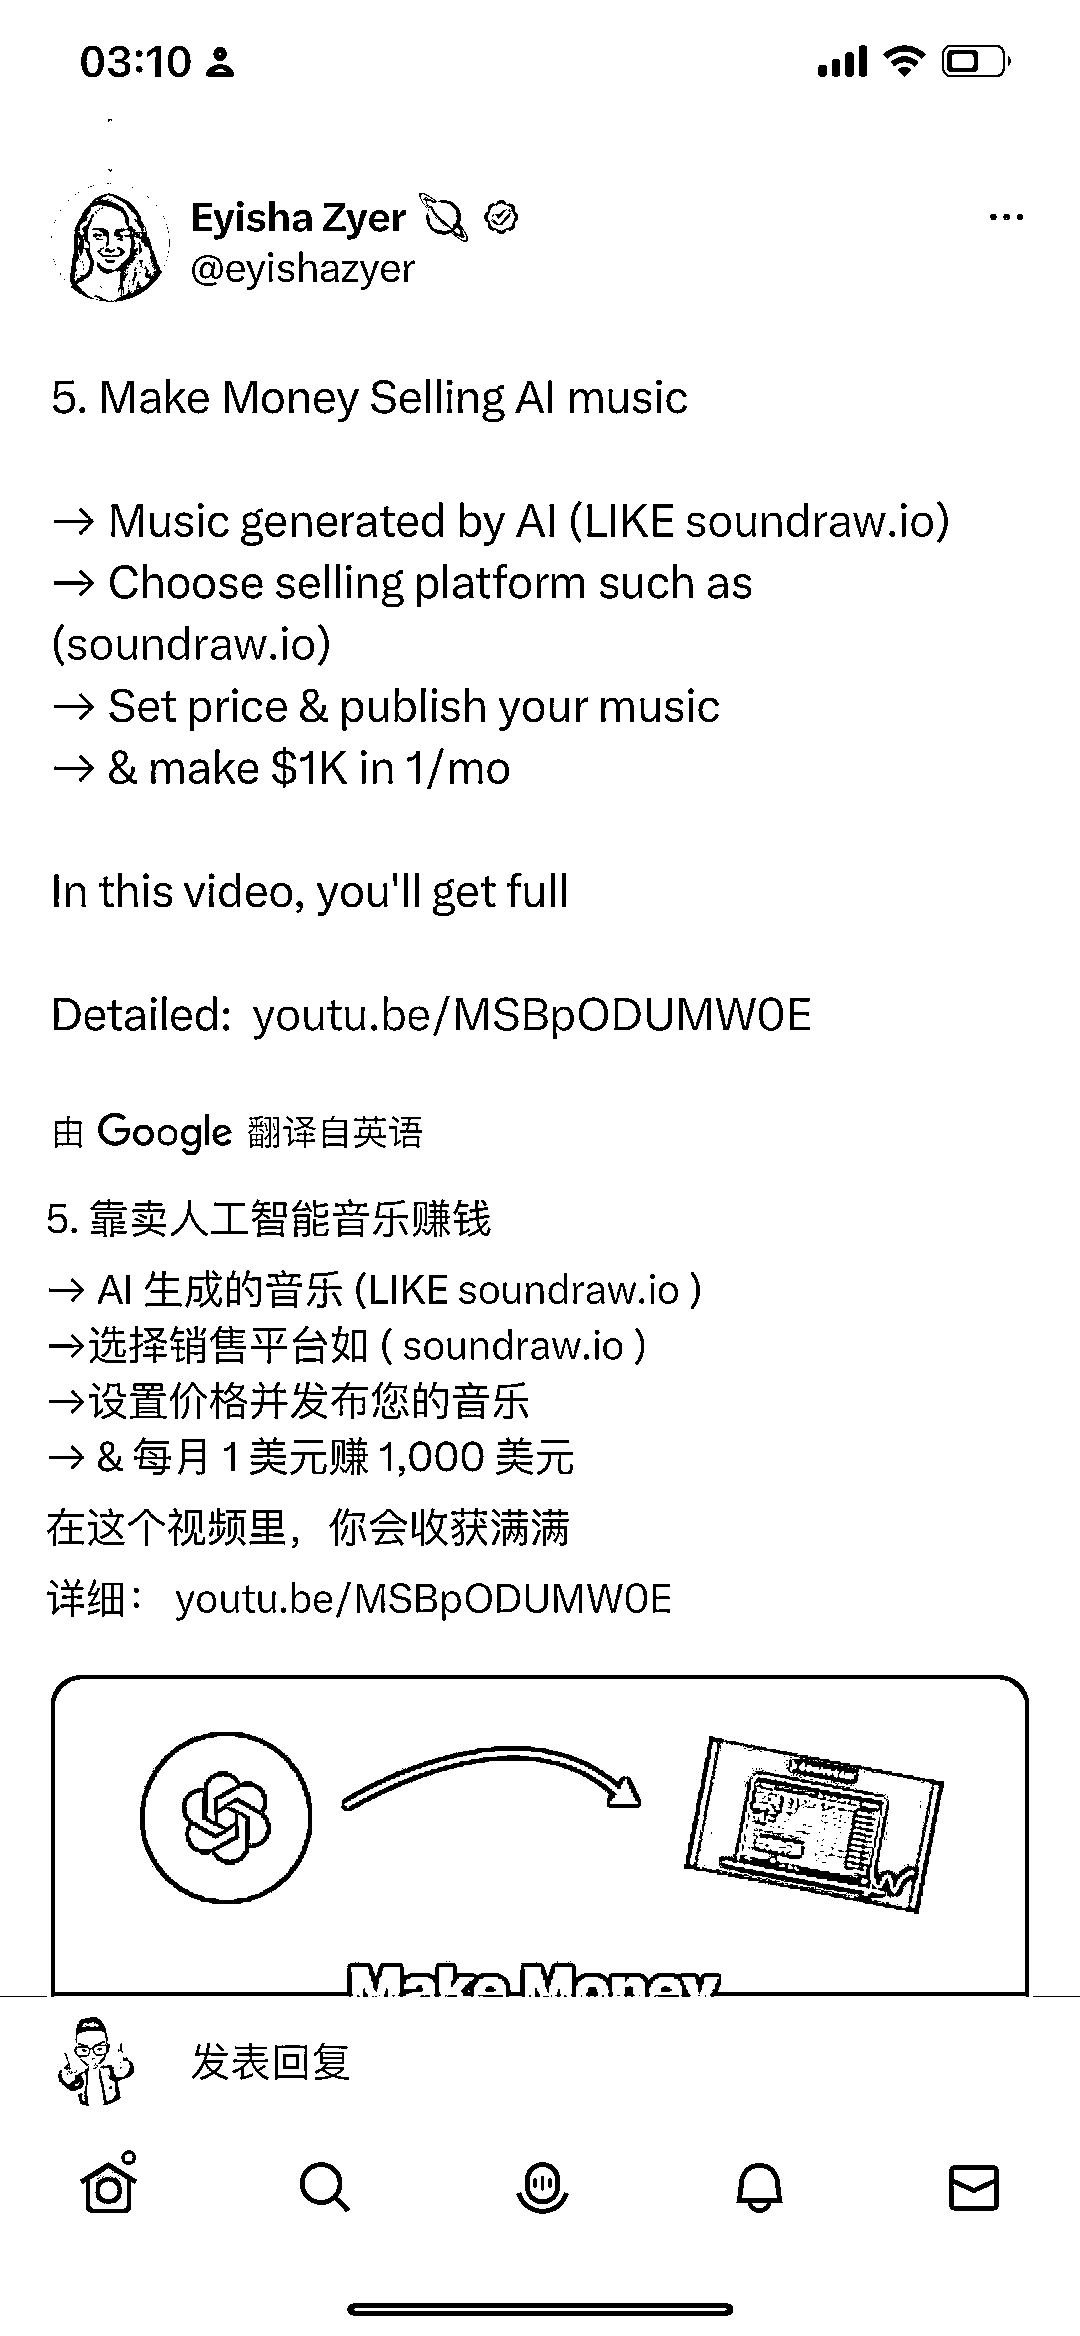 03:10
Eyisha Zyer
@eyishazyer
5. Make Money Selling AI music
→ Music generated by AI (LIKE soundraw.io)
→ Choose selling platform such as
(soundraw.io)
→ Set price & publish your music
→ & make $1K in 1/mo
In this video, you'll get full
Detailed: youtu.be/MSBpODUMW0E
由 Google 翻译自英语
5. 靠卖人工智能音乐赚钱
→ AI 生成的音乐 (LIKE soundraw.io )
→选择销售平台如 ( soundraw.io )
→设置价格并发布您的音乐
→ & 每月 1 美元赚 1,000 美元
在这个视频里，你会收获满满
详细： youtu.be/MSBpODUMW0E
Make Money
发表回复